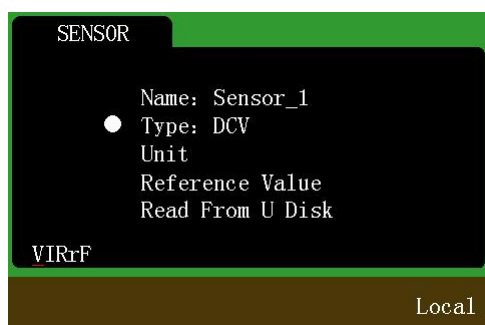 SENSOR
Name: Sensor_1
Type: DCV
Unit
Reference Value
Read From U Disk
VIRrF
Local